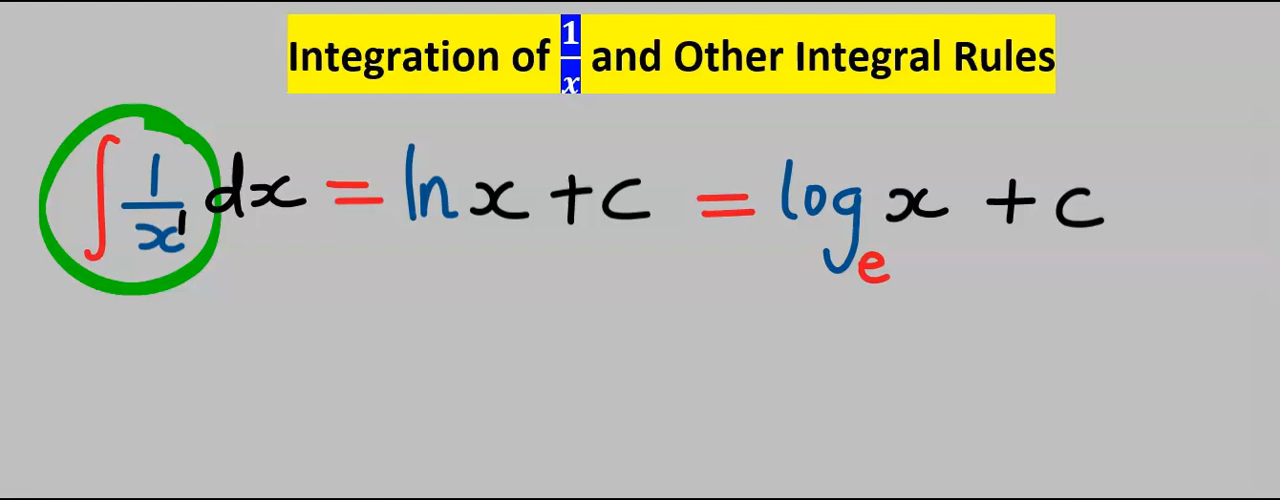 Integration of 1/x and Other Integral Rules
∫ 1/x¹ dx = ln x + c = logₑ x + c